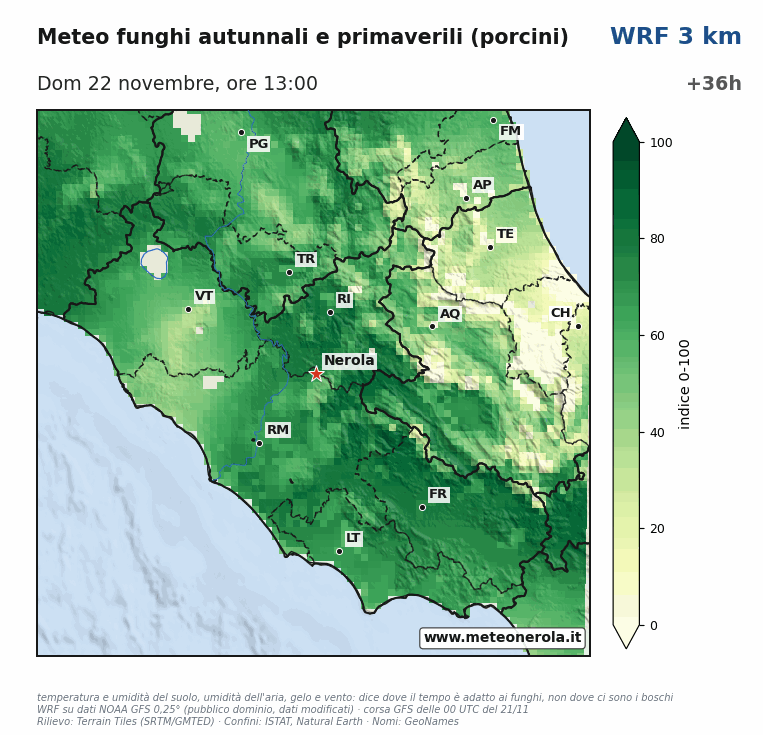 Meteo funghi autunnali e primaverili (porcini)
WRF 3 km
Dom 22 novembre, ore 13:00
+36h
FM
PG
AP
TE
TR
VT
RI
AQ
CH
Nerola
RM
FR
LT
www.meteonerola.it
100
80
60
40
20
0
indice 0-100
temperatura e umidità del suolo, umidità dell'aria, gelo e vento: dice dove il tempo è adatto ai funghi, non dove ci sono i boschi
WRF su dati NOAA GFS 0,25° (pubblico dominio, dati modificati) · corsa GFS delle 00 UTC del 21/11
Rilievo: Terrain Tiles (SRTM/GMTED) · Confini: ISTAT, Natural Earth · Nomi: GeoNames